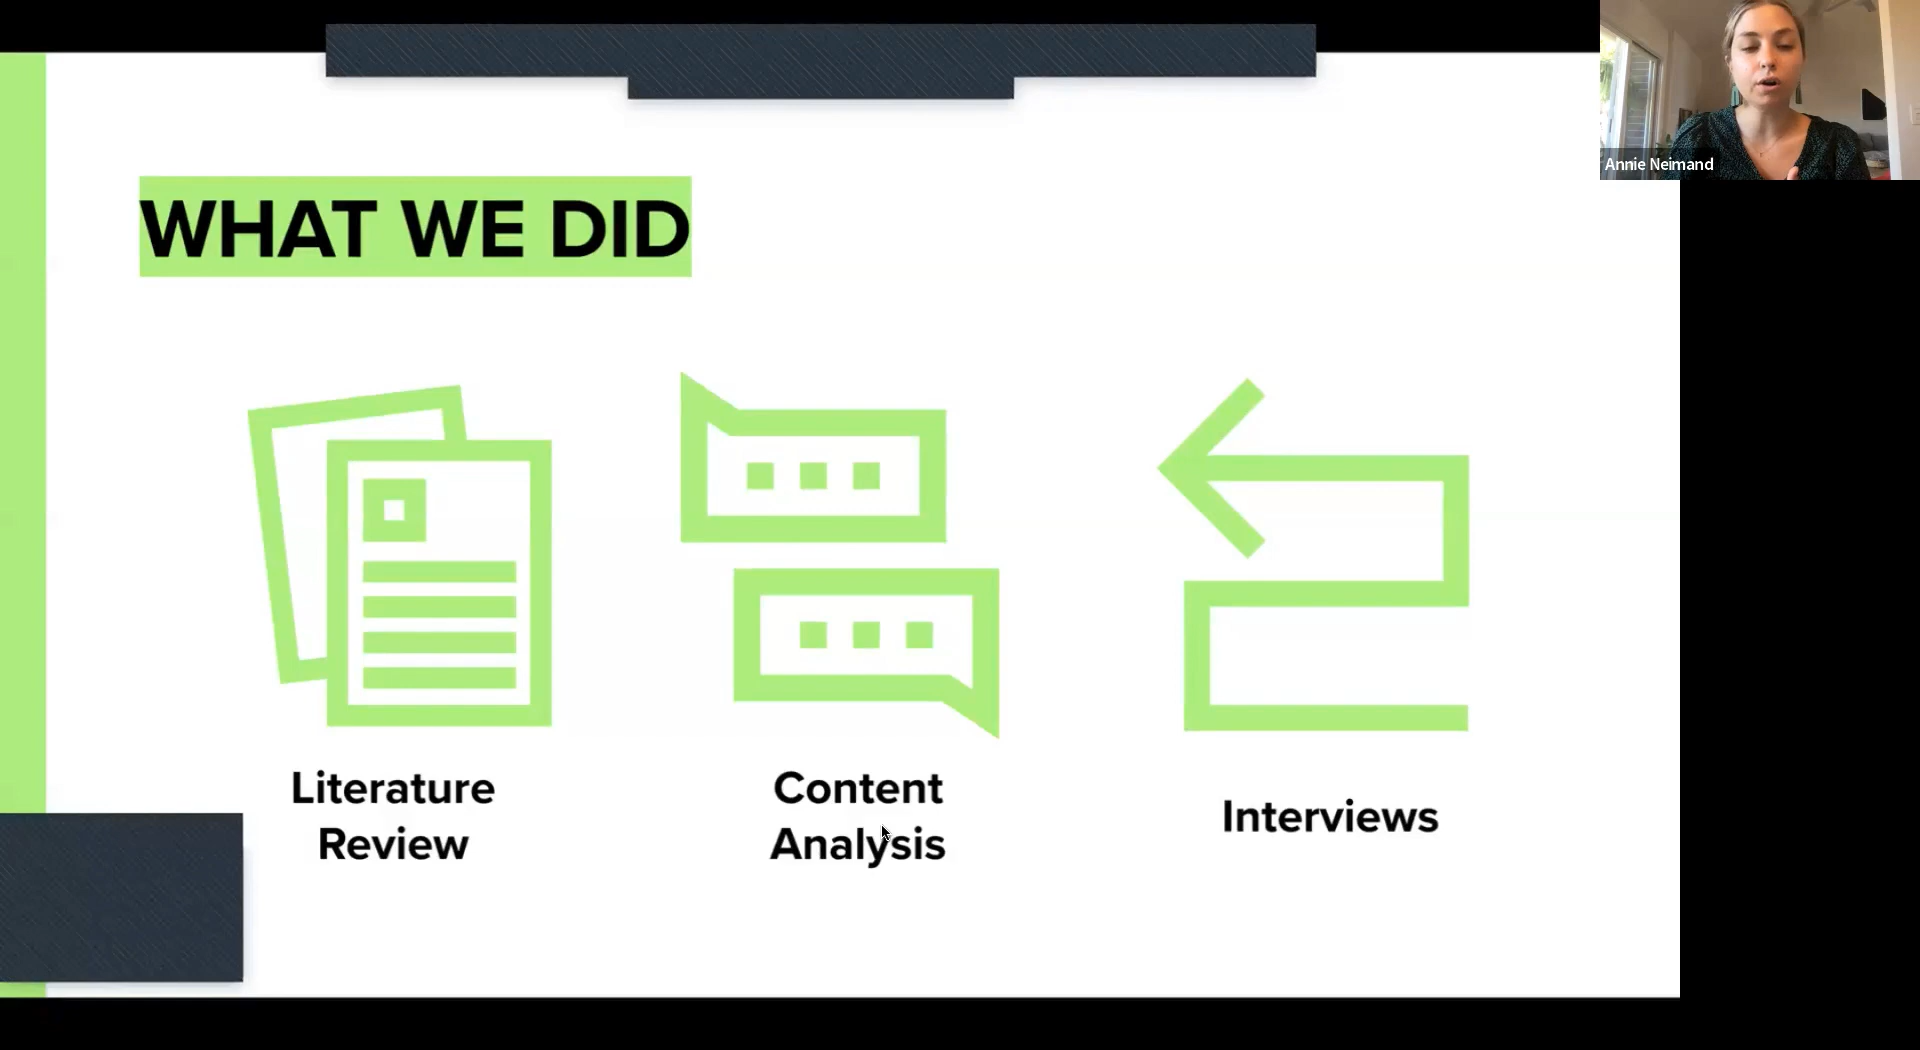 Annie Neimand
WHAT WE DID
Literature
Review
Content
Analysis
Interviews